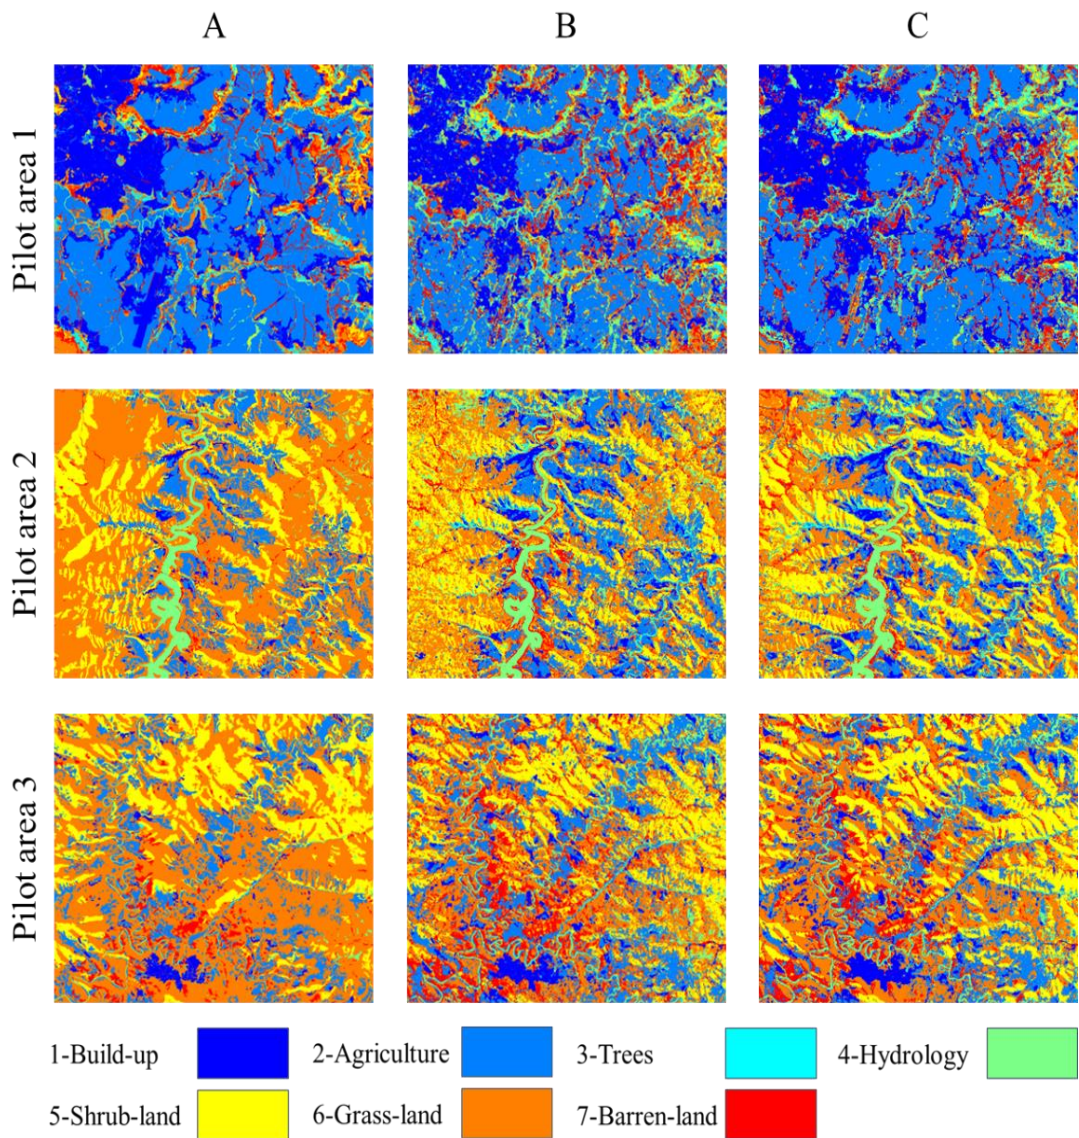 A B C
Pilot area 1
Pilot area 2
Pilot area 3
1-Build-up 2-Agriculture 3-Trees 4-Hydrology
5-Shrub-land 6-Grass-land 7-Barren-land